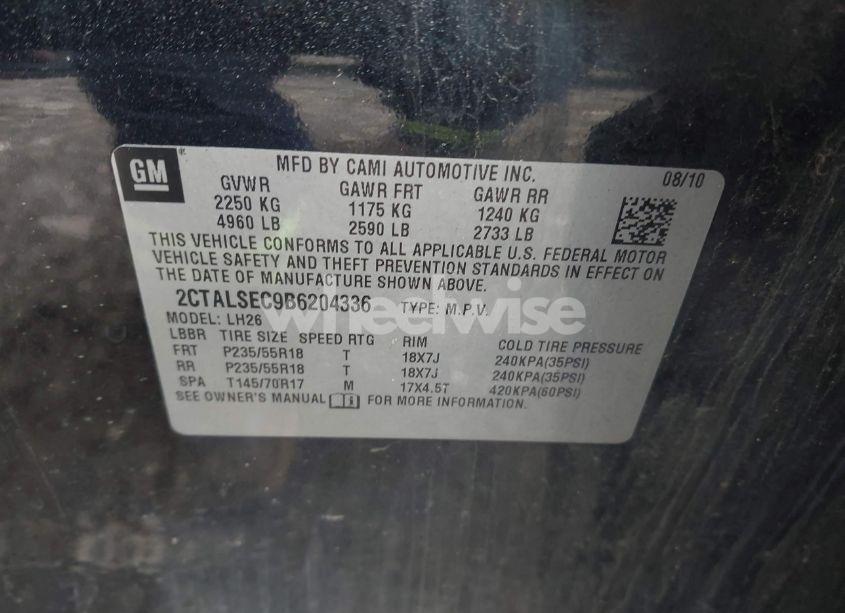 GM
MFD BY CAMI AUTOMOTIVE INC.
08/10
GVWR GAWR FRT GAWR RR
2250 KG 1175 KG 1240 KG
4960 LB 2590 LB 2733 LB
THIS VEHICLE CONFORMS TO ALL APPLICABLE U.S. FEDERAL MOTOR
VEHICLE SAFETY AND THEFT PREVENTION STANDARDS IN EFFECT ON
THE DATE OF MANUFACTURE SHOWN ABOVE.
2CTALSEC9B6204336 TYPE: M.P.V.
wheelwise
MODEL: LH26
LBBR TIRE SIZE SPEED RTG RIM COLD TIRE PRESSURE
FRT P235/55R18 T 18X7J 240KPA(35PSI)
RR P235/55R18 T 18X7J 240KPA(35PSI)
SPA T145/70R17 M 17X4.5T 420KPA(60PSI)
SEE OWNER'S MANUAL FOR MORE INFORMATION.